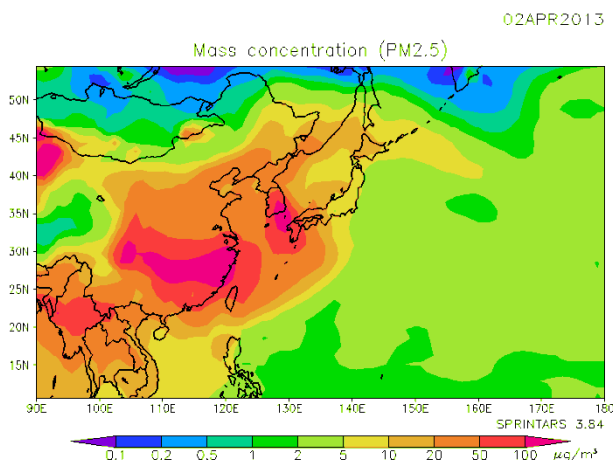 02APR2013
Mass concentration (PM2.5)
50N
45N
40N
35N
30N
25N
20N
15N
90E 100E 110E 120E 130E 140E 150E 160E 170E 180
SPRINTARS 3.84
0.1 0.2 0.5 1 2 5 10 20 50 100 μg/m³